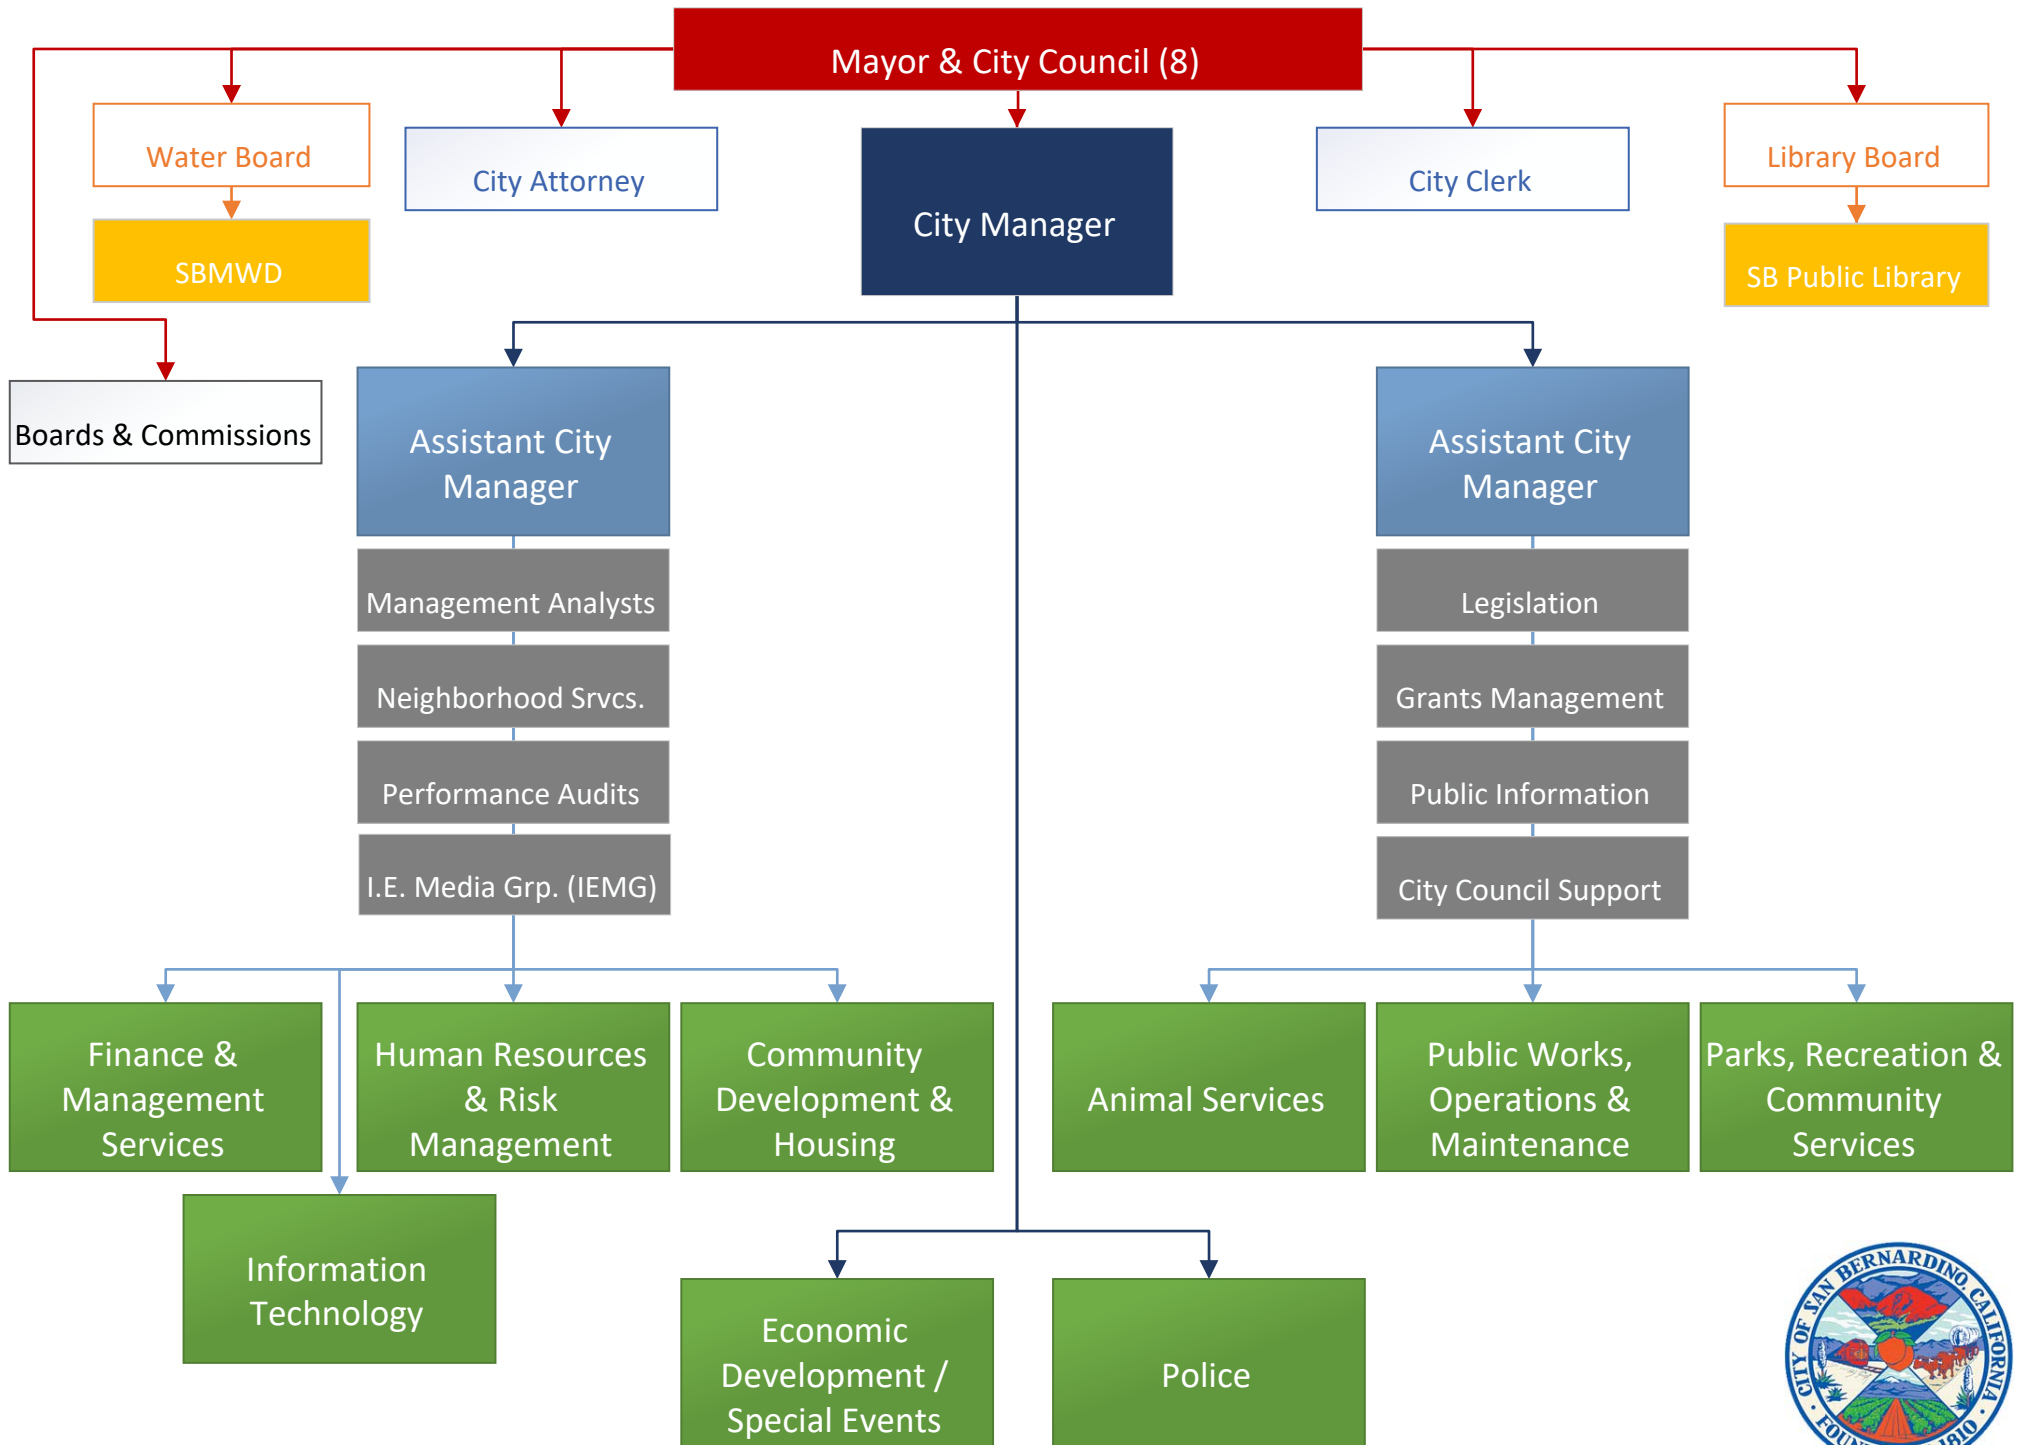 Mayor & City Council (8)
Water Board
City Attorney
City Manager
City Clerk
Library Board
SBMWD
SB Public Library
Boards & Commissions
Assistant City
Manager
Management Analysts
Neighborhood Srvcs.
Performance Audits
I.E. Media Grp. (IEMG)
Assistant City
Manager
Legislation
Grants Management
Public Information
City Council Support
Finance &
Management
Services
Human Resources
& Risk
Management
Community
Development &
Housing
Animal Services
Public Works,
Operations &
Maintenance
Parks, Recreation &
Community
Services
Information
Technology
Economic
Development /
Special Events
Police
CITY OF SAN BERNARDINO, CALIFORNIA
1810